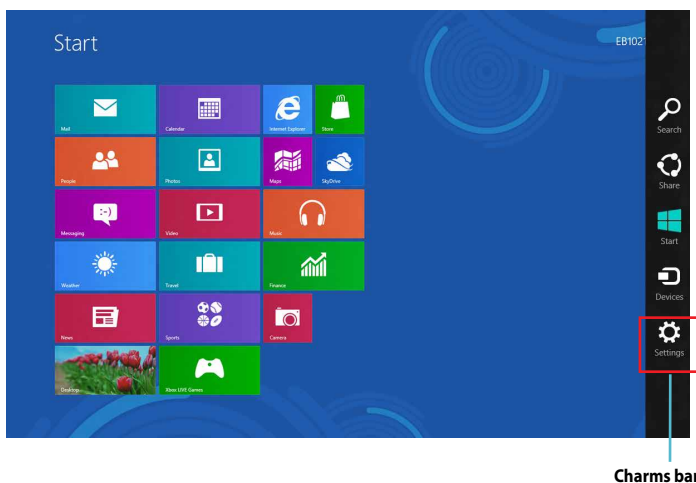 Start
EB1021
Mail
Calendar
Internet Explorer
Store
People
Photos
Maps
SkyDrive
Messaging
Video
Music
Weather
Travel
Finance
News
Sports
Camera
Desktop
Xbox LIVE Games
Search
Share
Start
Devices
Settings
Charms bar